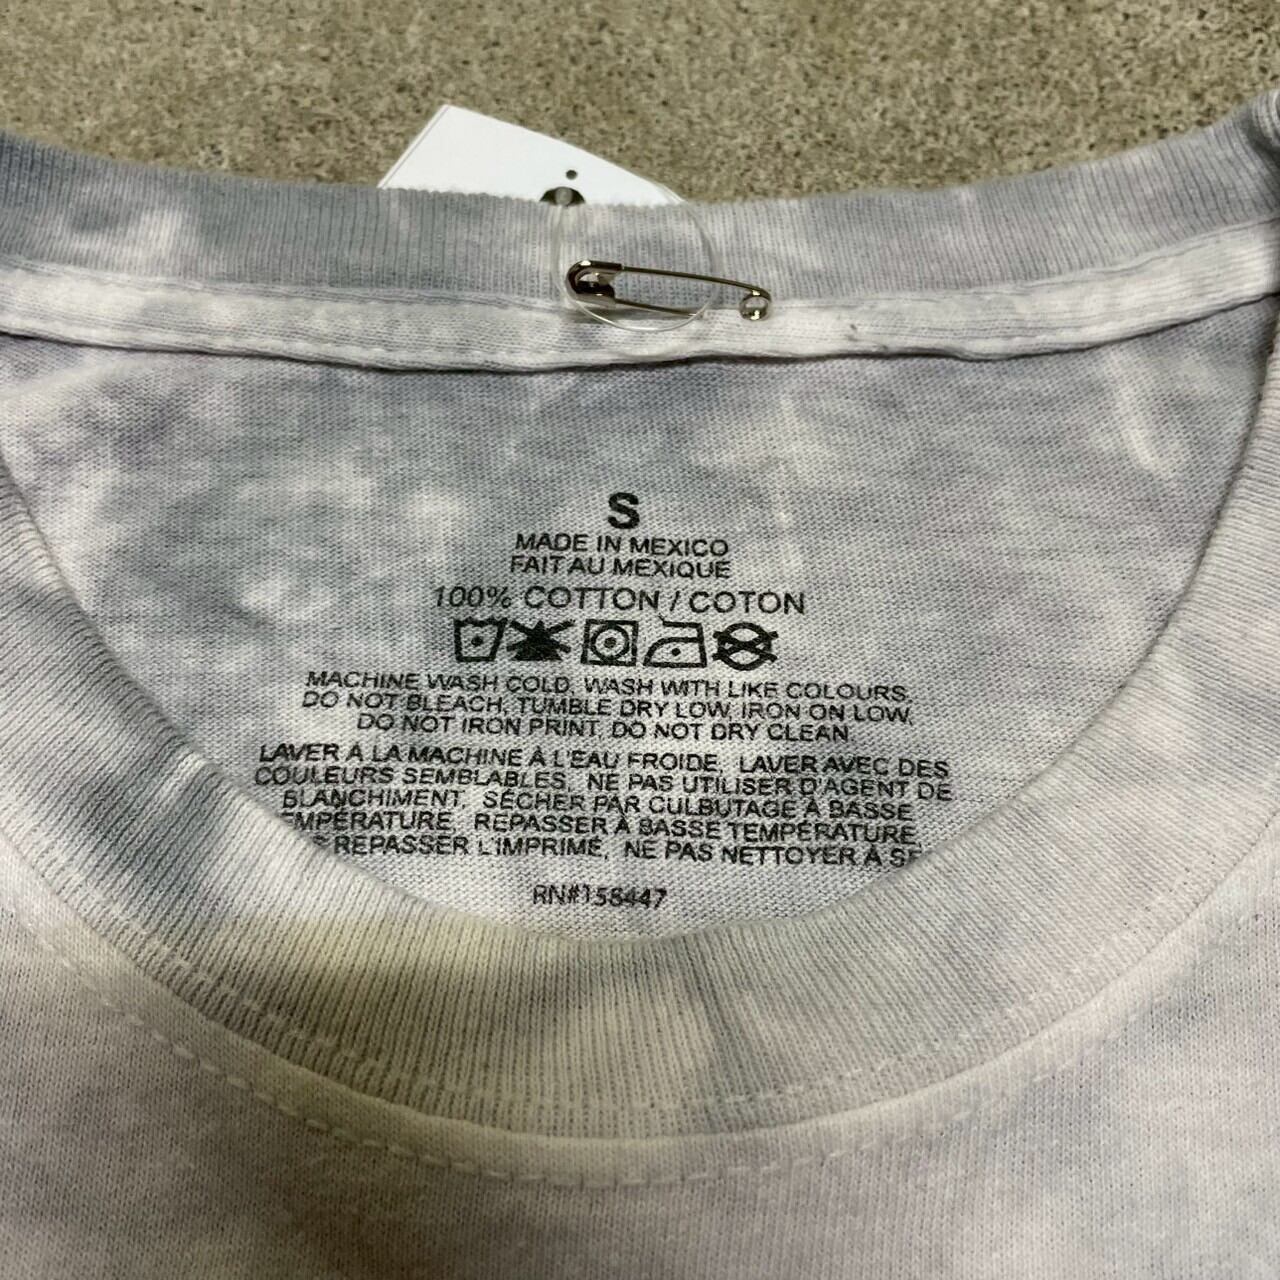 S
MADE IN MEXICO
FAIT AU MEXIQUE
100% COTTON / COTON
MACHINE WASH COLD, WASH WITH LIKE COLOURS,
DO NOT BLEACH, TUMBLE DRY LOW, IRON ON LOW,
DO NOT IRON PRINT, DO NOT DRY CLEAN
LAVER À LA MACHINE À L'EAU FROIDE, LAVER AVEC DES
COULEURS SEMBLABLES, NE PAS UTILISER D'AGENT DE
BLANCHIMENT, SÉCHER PAR CULBUTAGE À BASSE
EMPÉRATURE, REPASSER À BASSE TEMPÉRATURE,
REPASSER L'IMPRIMÉ, NE PAS NETTOYER À SE
RN#158447